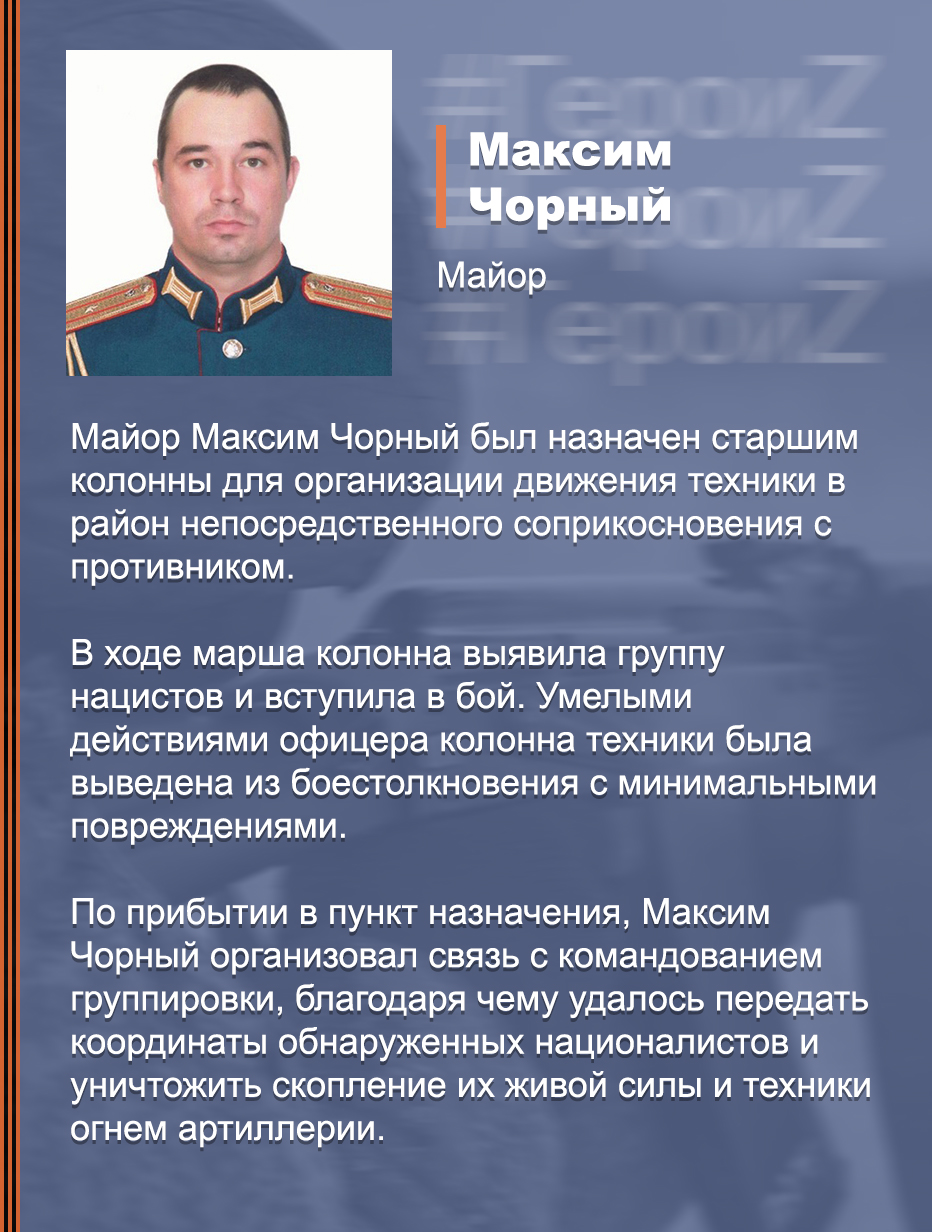 #ГероиZ
#ГероиZ
#ГероиZ
Максим
Чорный
Майор
Майор Максим Чорный был назначен старшим
колонны для организации движения техники в
район непосредственного соприкосновения с
противником.
В ходе марша колонна выявила группу
нацистов и вступила в бой. Умелыми
действиями офицера колонна техники была
выведена из боестолкновения с минимальными
повреждениями.
По прибытии в пункт назначения, Максим
Чорный организовал связь с командованием
группировки, благодаря чему удалось передать
координаты обнаруженных националистов и
уничтожить скопление их живой силы и техники
огнем артиллерии.